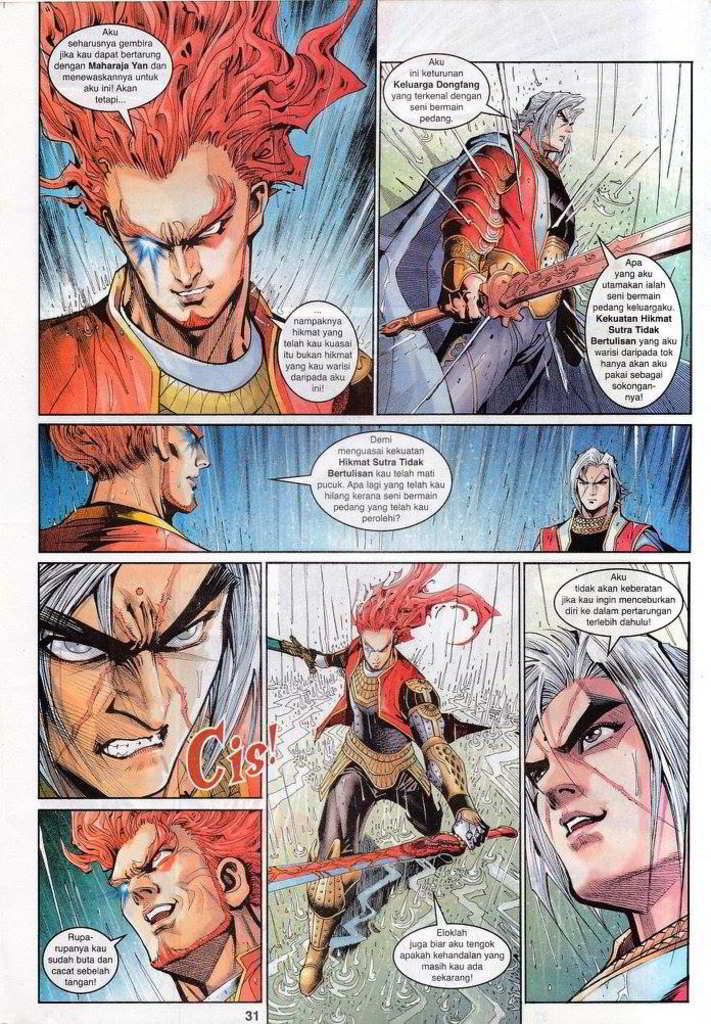 Aku
seharusnya gembira
jika kau dapat bertarung
dengan Maharaja Yan dan
menewaskannya untuk
aku ini! Akan
tetapi...
...
nampaknya
hikmat yang
telah kau kuasai
itu bukan hikmat
yang kau warisi
daripada aku
ini!
Aku
ini keturunan
Keluarga Dongfang
yang terkenal dengan
seni bermain
pedang.
Apa
yang aku
utamakan ialah
seni bermain
pedang keluargaku.
Kekuatan Hikmat
Sutra Tidak
Bertulisan yang aku
warisi daripada tok
hanya akan aku
pakai sebagai
sokongan-
nya!
Demi
menguasai kekuatan
Hikmat Sutra Tidak
Bertulisan kau telah mati
pucuk. Apa lagi yang telah kau
hilang kerana seni bermain
pedang yang telah kau
perolehi?
Cis!
Rupa-
rupanya kau
sudah buta dan
cacat sebelah
tangan!
Eloklah
juga biar aku tengok
apakah kehandalan yang
masih kau ada
sekarang!
Aku
tidak akan keberatan
jika kau ingin menceburkan
diri ke dalam pertarungan
terlebih dahulu!
31